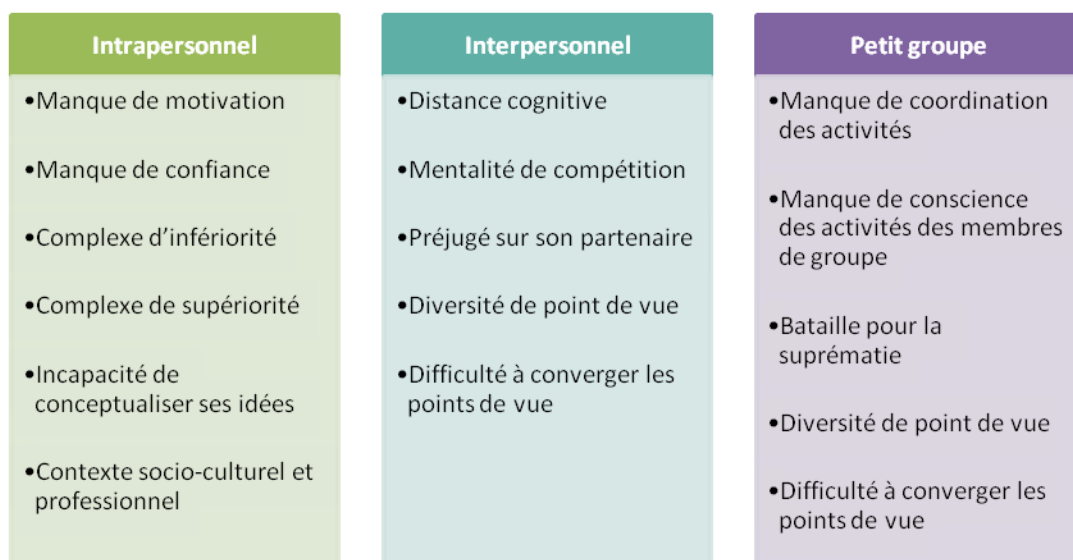 Intrapersonnel
•Manque de motivation
•Manque de confiance
•Complexe d'infériorité
•Complexe de supériorité
•Incapacité de
conceptualiser ses idées
•Contexte socio-culturel et
professionnel
Interpersonnel
•Distance cognitive
•Mentalité de compétition
•Préjugé sur son partenaire
•Diversité de point de vue
•Difficulté à converger les
points de vue
Petit groupe
•Manque de coordination
des activités
•Manque de conscience
des activités des membres
de groupe
•Bataille pour la
suprématie
•Diversité de point de vue
•Difficulté à converger les
points de vue